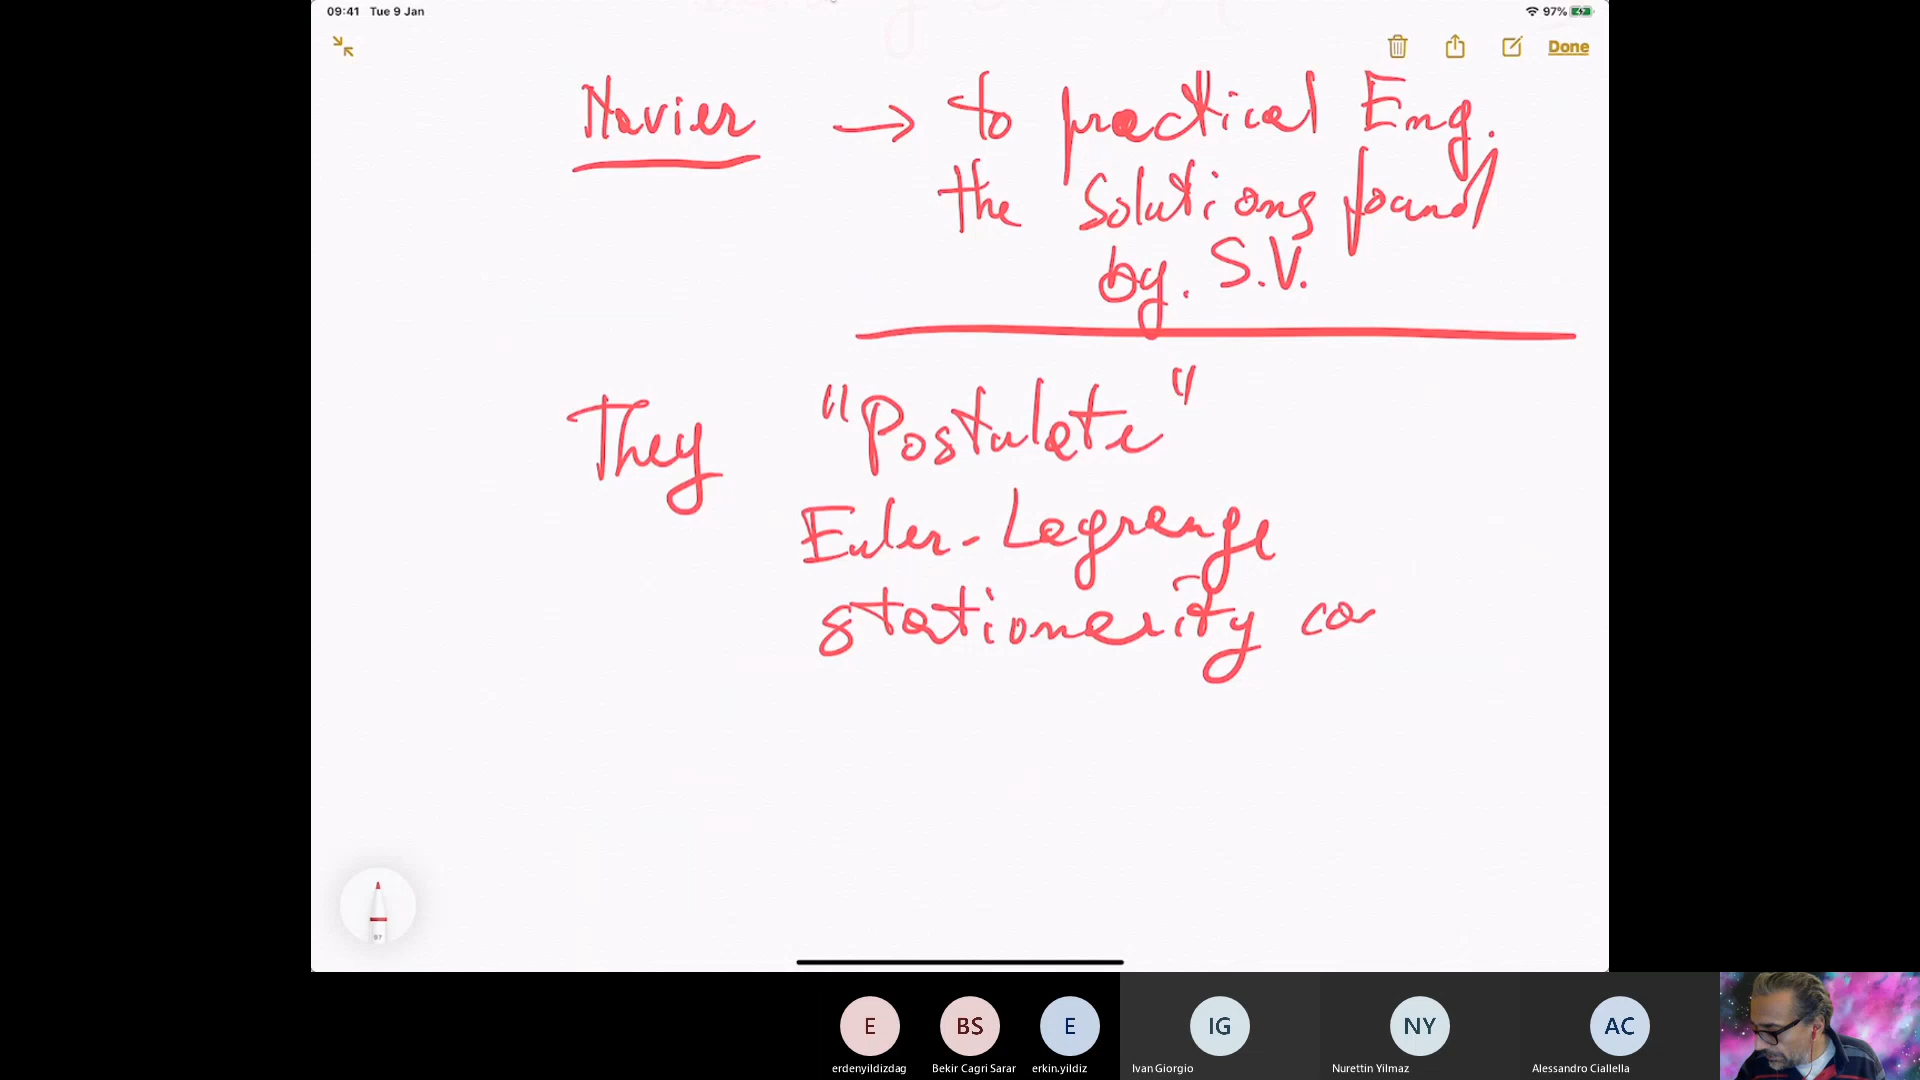 09:41 Tue 9 Jan
97%
Done
Navier → to practical Eng.
the solutions found
by. S.V.
They "Postulate"
Euler-Lagrange
stationarity co
97
E
BS
E
IG
NY
AC
erdenyildizdag
Bekir Cagri Sarar
erkin.yildiz
Ivan Giorgio
Nurettin Yilmaz
Alessandro Ciallella